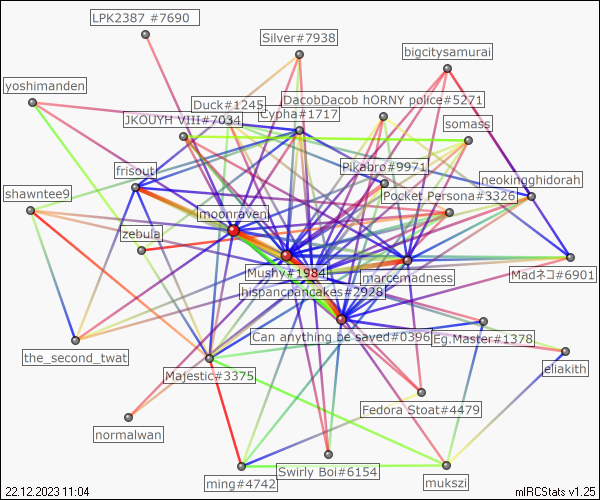 LPK2387 #7690
Silver#7938
bigcitysamurai
yoshimanden
Duck#1245
DacobDacob hORNY police#5271
JKOUYH VIII#7034
Cypha#1717
somass
frisout
Pikabro#9971
neokingghidorah
shawntee9
Pocket Persona#3326
moonraven
zebula
Mushy#1984
marcemadness
Madネコ#6901
hispancpancakes#2928
Can anything be saved#0396
Eg.Master#1378
the_second_twat
Majestic#3375
eliakith
Fedora Stoat#4479
normalwan
Swirly Boi#6154
ming#4742
mukszi
22.12.2023 11:04
mIRCStats v1.25